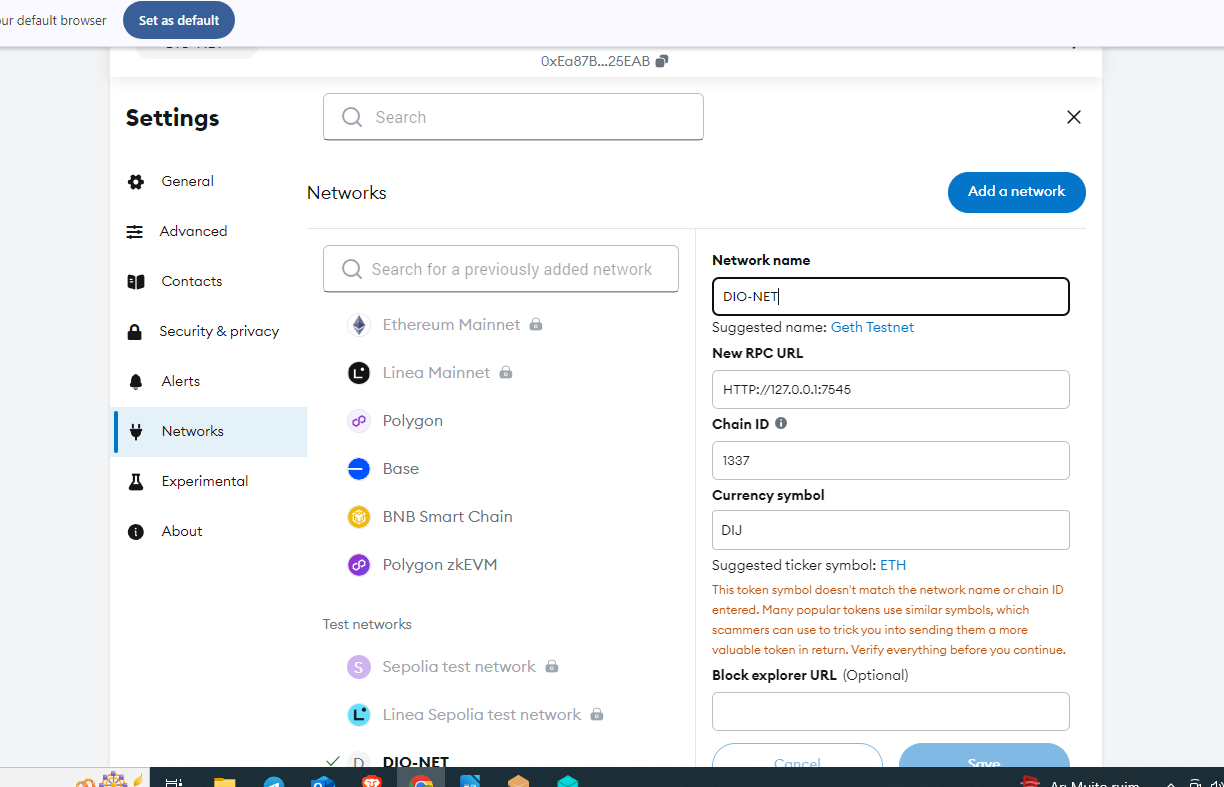 ur default browser
Set as default
0xEa87B...25EAB
Settings
Search
General
Networks
Add a network
Advanced
Network name
Search for a previously added network
DIO-NET
Contacts
Suggested name: Geth Testnet
Ethereum Mainnet
Security & privacy
New RPC URL
Linea Mainnet
HTTP://127.0.0.1:7545
Alerts
Polygon
Chain ID
Networks
1337
Base
Experimental
Currency symbol
BNB Smart Chain
DIJ
About
Polygon zkEVM
Suggested ticker symbol: ETH
This token symbol doesn't match the network name or chain ID
entered. Many popular tokens use similar symbols, which
scammers can use to trick you into sending them a more
valuable token in return. Verify everything before you continue.
Test networks
S
Sepolia test network
Block explorer URL (Optional)
Linea Sepolia test network
D
DIO-NET
Cancel
Save
Ar: Muito ruim